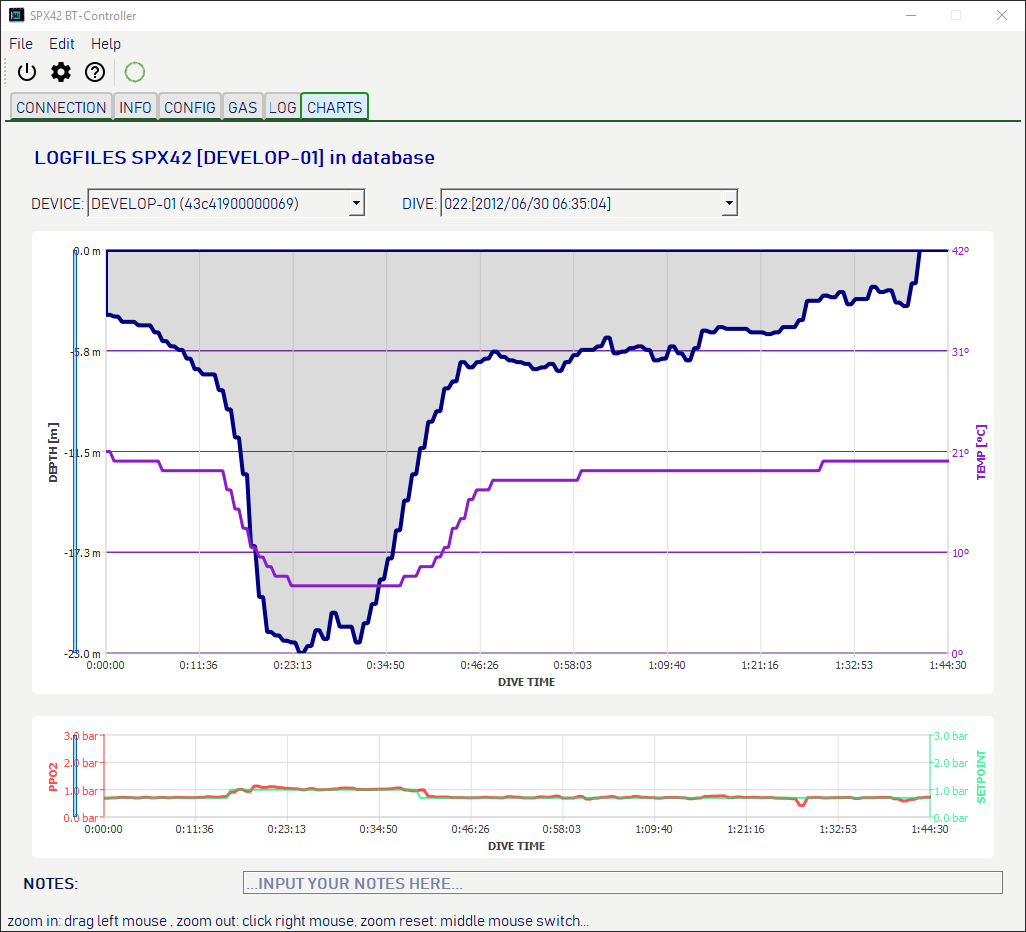 SPX42 BT-Controller
File Edit Help
CONNECTION INFO CONFIG GAS LOG CHARTS
LOGFILES SPX42 [DEVELOP-01] in database
DEVICE: DEVELOP-01 (43c41900000069) DIVE: 022:[2012/06/30 06:35:04]
0.0 m 42°
-5.8 m 31°
DEPTH [m] TEMP [°C]
-11.5 m 21°
-17.3 m 10°
-23.0 m 0°
0:00:00 0:11:36 0:23:13 0:34:50 0:46:26 0:58:03 1:09:40 1:21:16 1:32:53 1:44:30
DIVE TIME
3.0 bar 3.0 bar
2.0 bar 2.0 bar
PPO2 SETPOINT
1.0 bar 1.0 bar
0.0 bar 0.0 bar
0:00:00 0:11:36 0:23:13 0:34:50 0:46:26 0:58:03 1:09:40 1:21:16 1:32:53 1:44:30
DIVE TIME
NOTES: ...INPUT YOUR NOTES HERE...
zoom in: drag left mouse , zoom out: click right mouse, zoom reset: middle mouse switch...